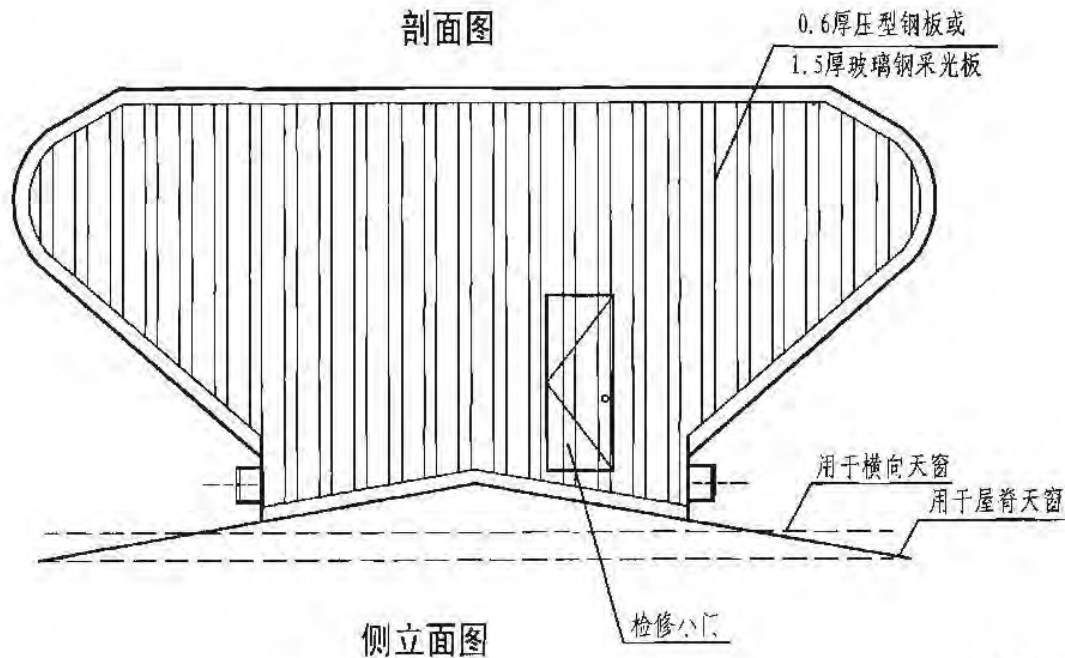 剖面图
0.6厚压型钢板或
1.5厚玻璃钢采光板
用于横向天窗
用于屋脊天窗
检修小门
侧立面图